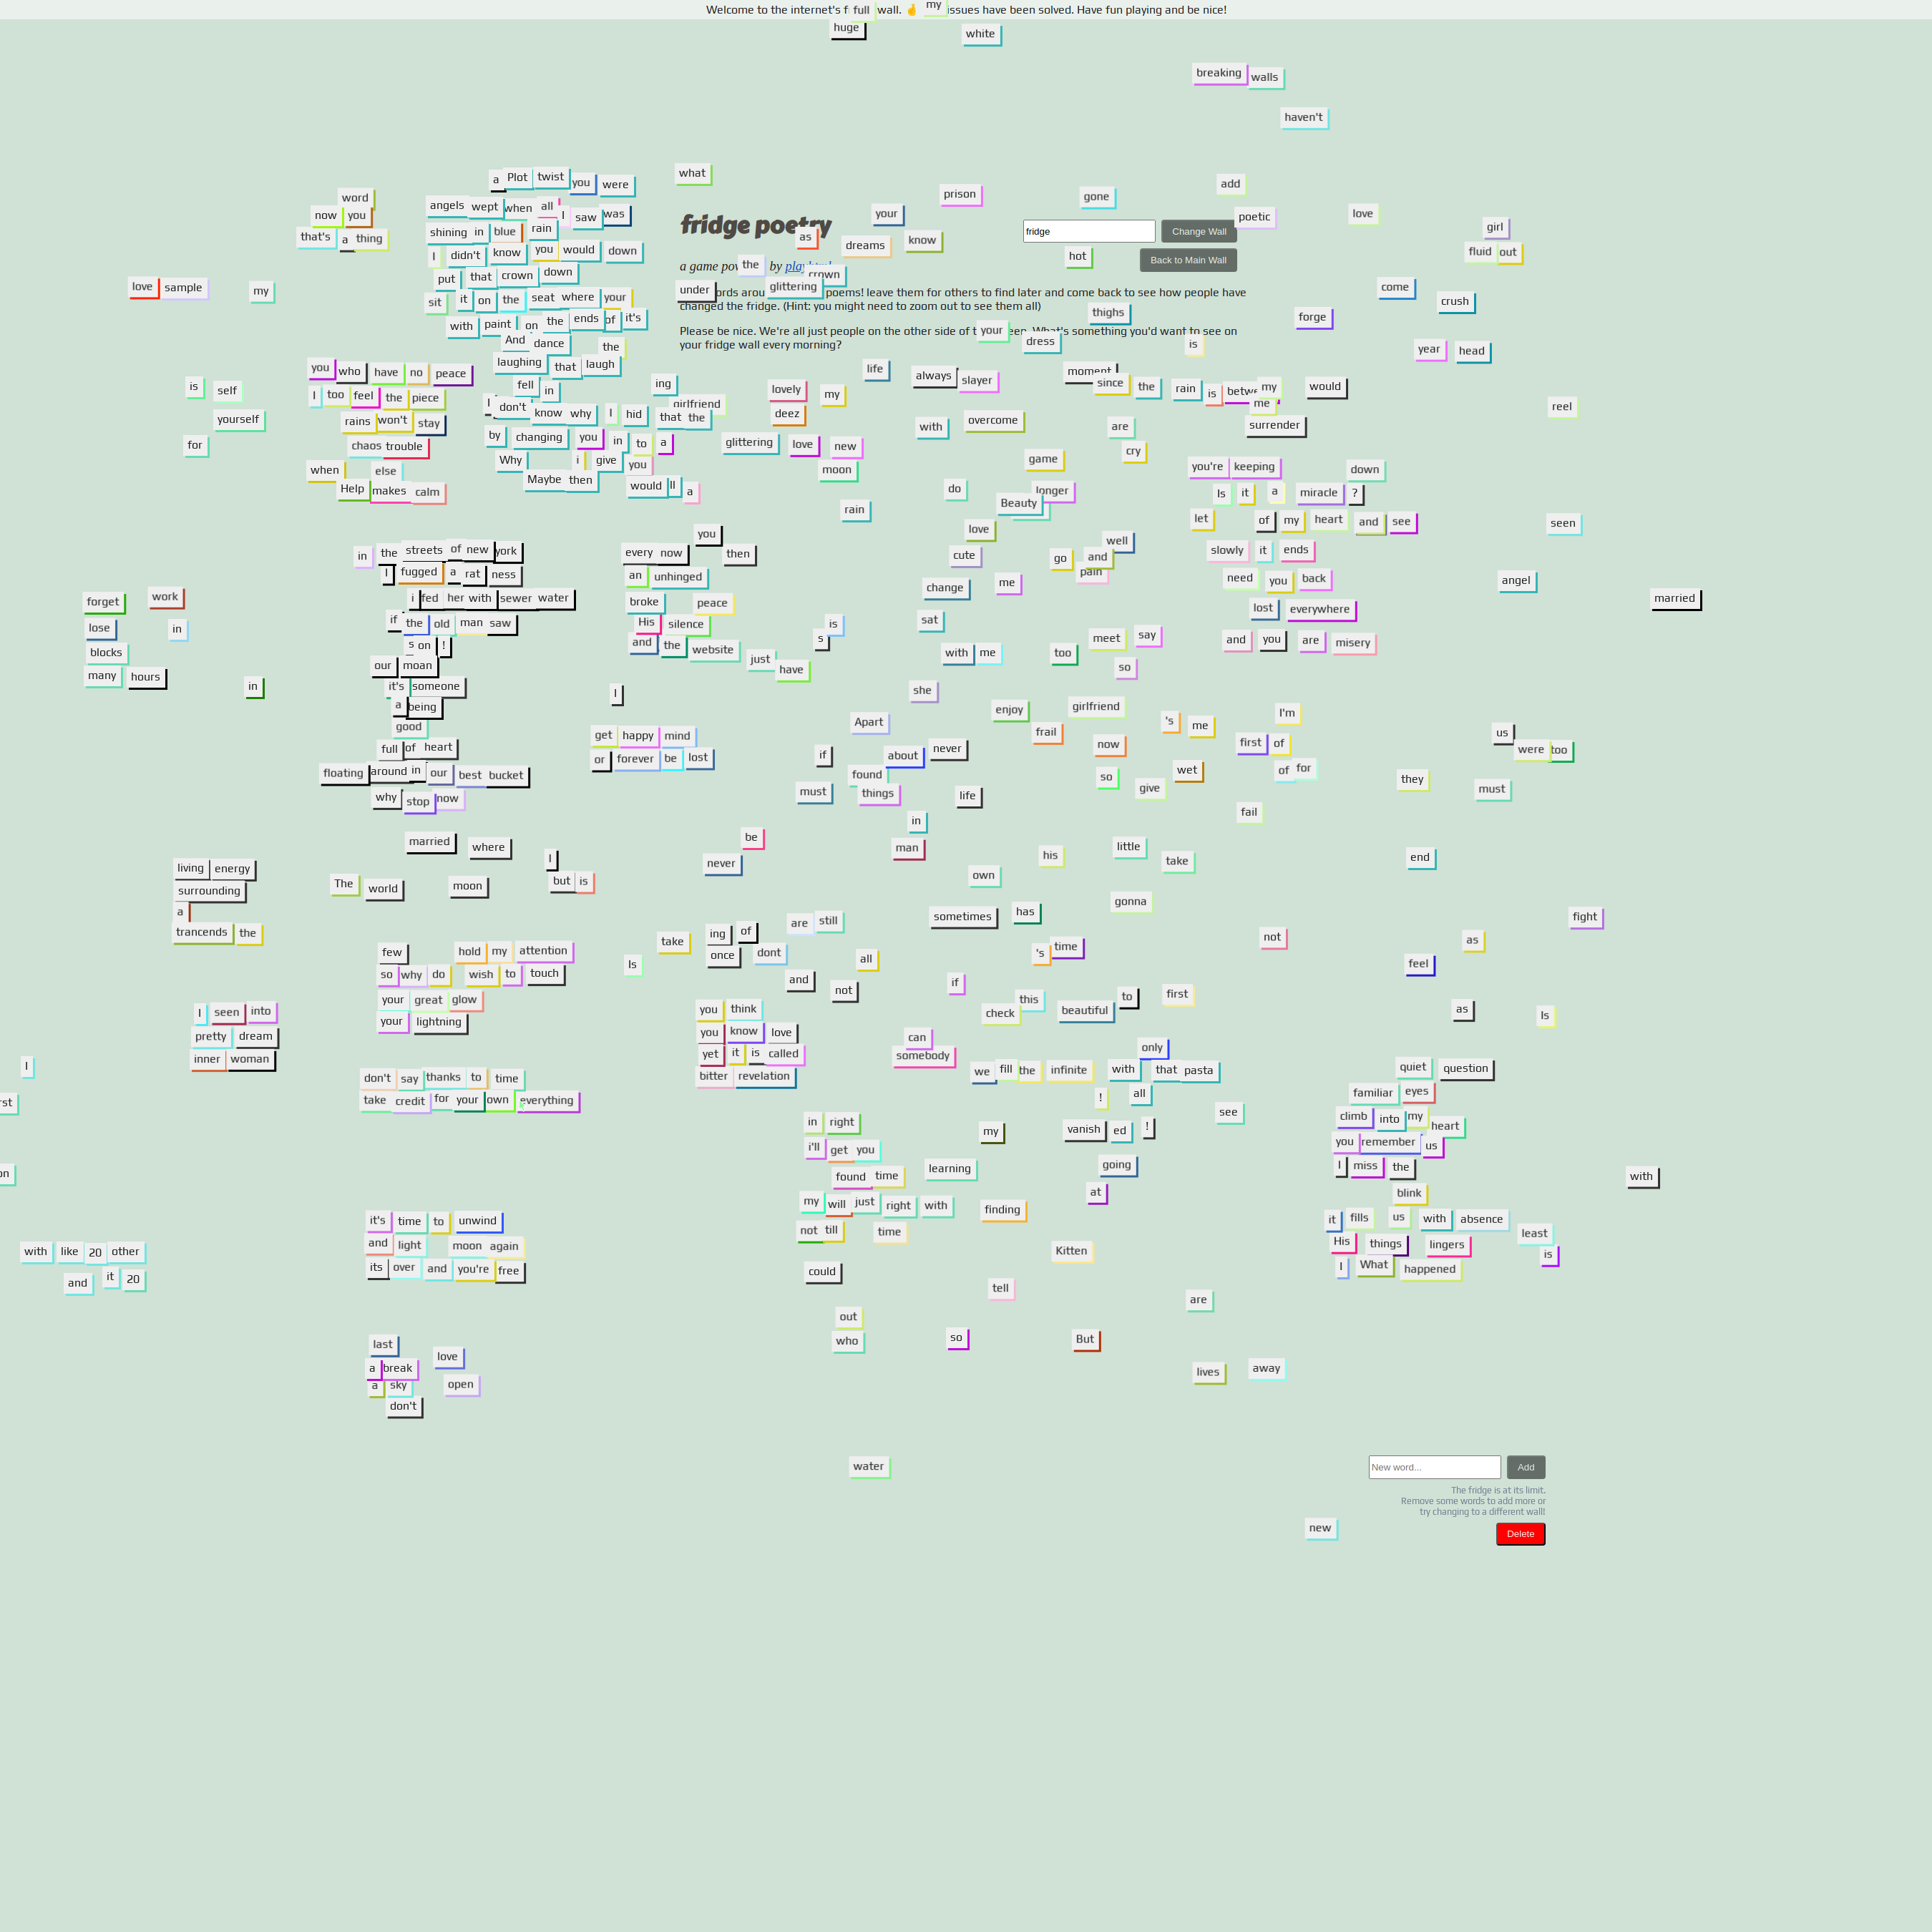 Welcome to the internet's f full wall. my issues have been solved. Have fun playing and be nice!
huge
white
breaking walls
haven't
what
add
prison
gone
your
poetic
love
girl
fridge poetry
as
dreams
know
fridge
Change Wall
fluid out
hot
Back to Main Wall
a game pow the by playhtml
crown
under
glittering
come
crush
ords arou poems! leave them for others to find later and come back to see how people have
changed the fridge. (Hint: you might need to zoom out to see them all)
thighs
forge
Please be nice. We're all just people on the other side of t your een. What's something you'd want to see on
your fridge wall every morning?
dress
is
year head
word
now you
that's a thing
love sample
my
a Plot twist you were
angels wept when all I saw was
shining in blue rain
I didn't know you would down
put that crown down
sit it on the seat where your
with paint on the ends of it's
And dance the
laughing that laugh
fell in
ing
girlfriend
I don't know why I hid that the
by changing you in to a
Why i give you
Maybe then would ll a
you who have no peace
I too feel the piece
rains won't stay
chaos trouble
when else
Help makes calm
is self
yourself
for
life
lovely my
deez
glittering love new
moon
rain
always slayer
moment
since the rain is betwe my would
me
surrender
with overcome
are
cry
game
do
longer
Beauty
love
cute
well
go and
pain
change me
sat
with me
too
meet say
so
she
reel
you're keeping down
Is it a miracle ?
let of my heart and see
slowly it ends
need you back
lost everywhere
and you are misery
seen
angel
married
in the streets of new york
I fugged a rat ness
i fed her with sewer water
if the old man saw
s on !
our moan
it's someone
a being
good
full of heart
floating around in our best bucket
why stop now
married where
I
but is
The world moon
you
every now then
an unhinged
broke peace
His silence
and the website
just have
is
s
I
get happy mind
or forever be lost
forget work
lose in
blocks
many hours
in
Apart
enjoy girlfriend
frail
's me
I'm
now
first of
if about never
found
things
must
life
so
give
wet
of for
fail
us
were too
they
must
in
man
be
never
his
little
take
end
own
sometimes has
gonna
fight
not
as
feel
living energy
surrounding
a
trancends the
few hold my attention
so why do wish to touch
your great glow
your lightning
take
Is
ing of
once dont
are still
all
and
not
's time
if
this
check
beautiful to
first
as
Is
I seen into
pretty dream
inner woman
I
rst
on
you think
you know love
yet it is called
bitter revelation
can
somebody
only
we fill the infinite with that pasta
! all
see
vanish ed !
my
going
at
don't say thanks to time
take credit for your own everything
in right
i'll get you
found time
learning
my will just right with
finding
not till time
Kitten
could
tell
quiet question
familiar eyes
climb into my heart
you remember us
I miss the
blink
it fills us with absence
His things lingers
I What happened
least
is
with
it's time to unwind
and light moon again
its over and you're free
with like 20 other
and it 20
are
out
who
so
But
lives away
last
love
a break
a sky
open
don't
water
New word...
Add
The fridge is at its limit.
Remove some words to add more or
try changing to a different wall!
Delete
new